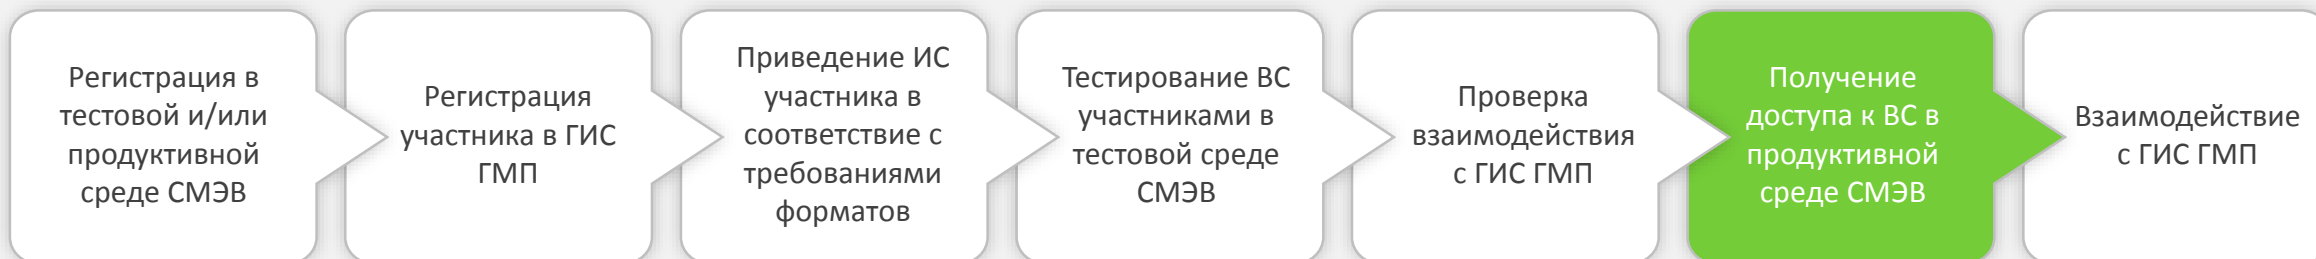 Регистрация в
тестовой и/или
продуктивной
среде СМЭВ
Регистрация
участника в ГИС
ГМП
Приведение ИС
участника в
соответствие с
требованиями
форматов
Тестирование ВС
участниками в
тестовой среде
СМЭВ
Проверка
взаимодействия
с ГИС ГМП
Получение
доступа к ВС в
продуктивной
среде СМЭВ
Взаимодействие
с ГИС ГМП